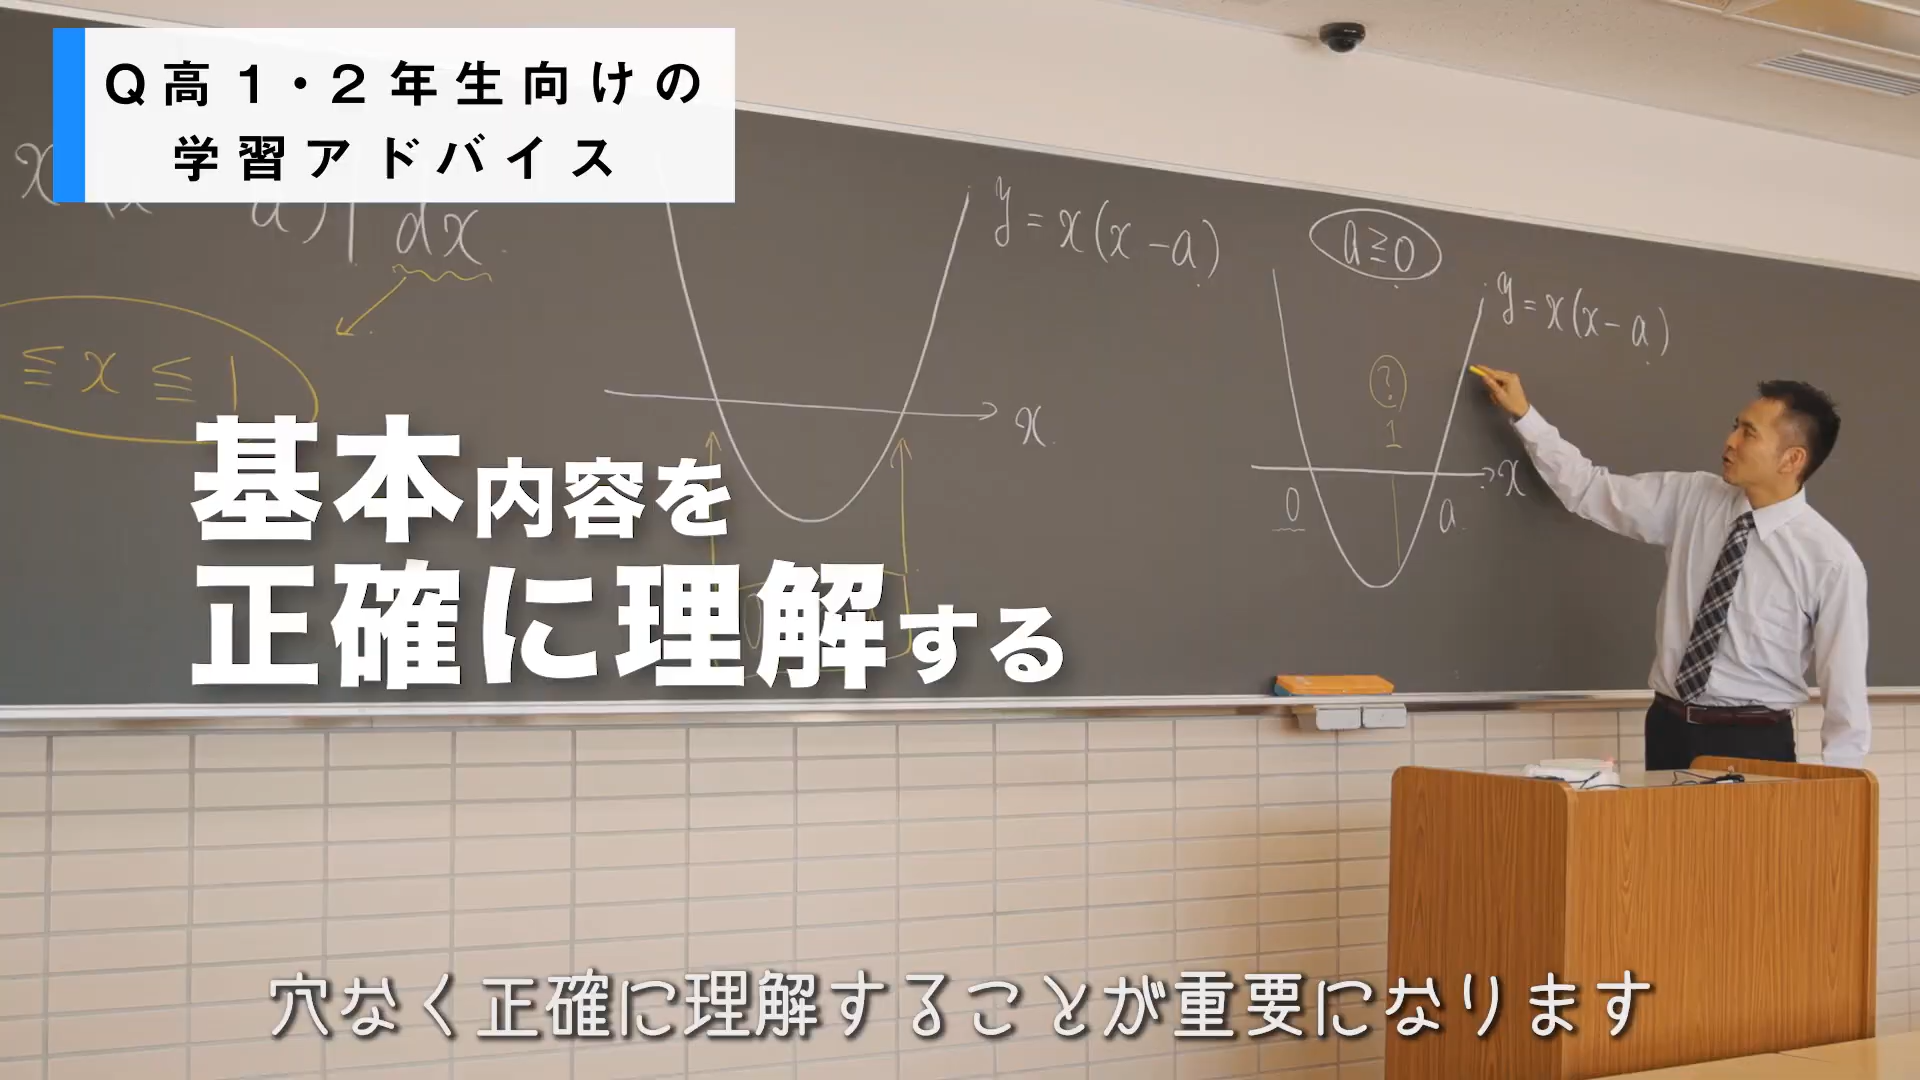 Q高1・2年生向けの
学習アドバイス
dx
y=x(x-a)
a≧0
y=x(x-a)
≦x≦1
?
1
x
x
0
a
基本内容を
正確に理解する
穴なく正確に理解することが重要になります